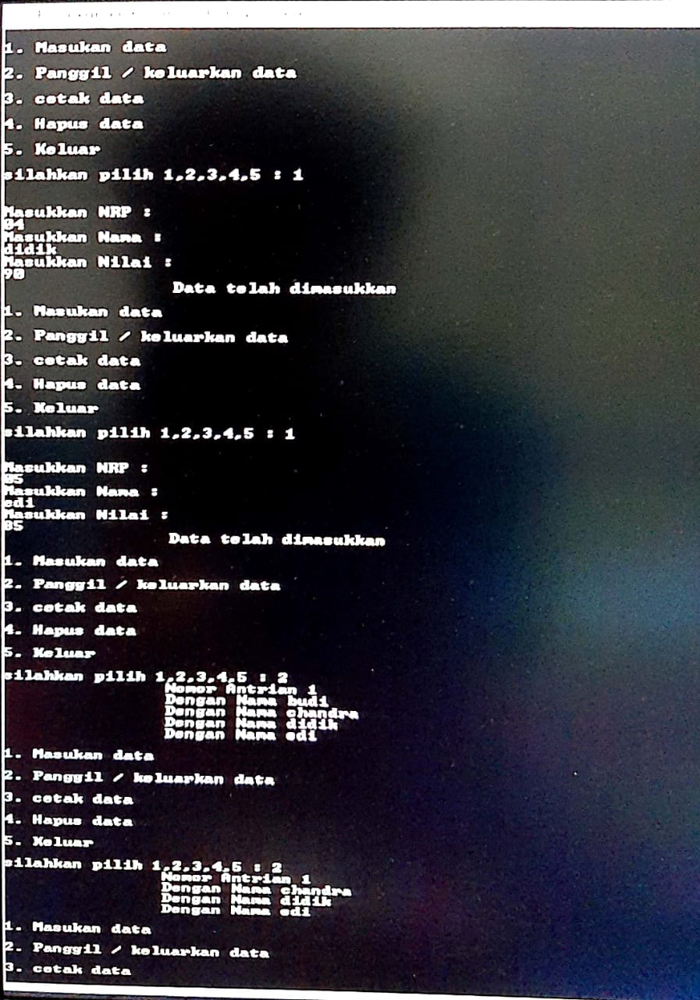 1. Masukan data
2. Panggil / keluarkan data
3. cetak data
4. Hapus data
5. Keluar
silahkan pilih 1,2,3,4,5 : 1
Masukkan NRP :
04
Masukkan Nama :
didik
Masukkan Nilai :
90
Data telah dimasukkan
1. Masukan data
2. Panggil / keluarkan data
3. cetak data
4. Hapus data
5. Keluar
silahkan pilih 1,2,3,4,5 : 1
Masukkan NRP :
05
Masukkan Nama :
edi
Masukkan Nilai :
Data telah dimasukkan
1. Masukan data
2. Panggil / keluarkan data
3. cetak data
4. Hapus data
5. Keluar
silahkan pilih 1,2,3,4,5 : 2
Nomor Antrian 1
Dengan Nama budi
Dengan Nama chandra
Dengan Nama didik
Dengan Nama edi
1. Masukan data
2. Panggil / keluarkan data
3. cetak data
4. Hapus data
5. Keluar
silahkan pilih 1,2,3,4,5 : 2
Nomor Antrian 1
Dengan Nama chandra
Dengan Nama didik
Dengan Nama edi
1. Masukan data
2. Panggil / keluarkan data
3. cetak data